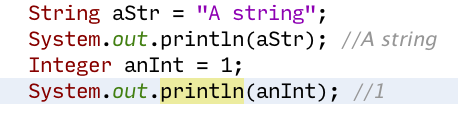 String aStr = "A string";
System.out.println(aStr); //A string
Integer anInt = 1;
System.out.println(anInt); //1